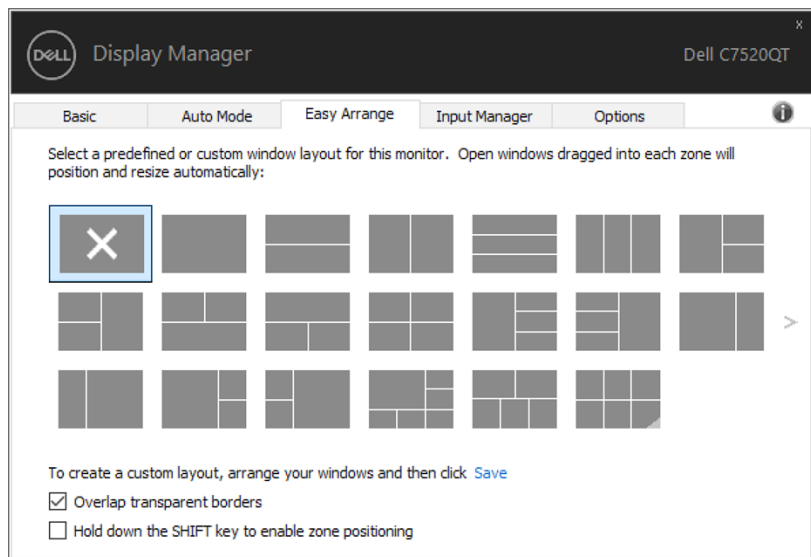 x
DELL
Display Manager
Dell C7520QT
Basic
Auto Mode
Easy Arrange
Input Manager
Options
i
Select a predefined or custom window layout for this monitor. Open windows dragged into each zone will
position and resize automatically:
>
To create a custom layout, arrange your windows and then click Save
Overlap transparent borders
Hold down the SHIFT key to enable zone positioning